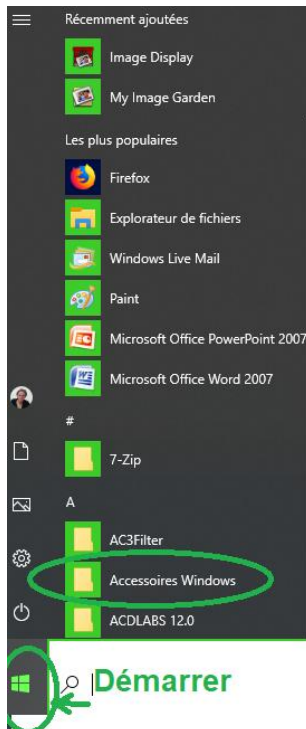 Récemment ajoutées
Image Display
My Image Garden
Les plus populaires
Firefox
Explorateur de fichiers
Windows Live Mail
Paint
Microsoft Office PowerPoint 2007
Microsoft Office Word 2007
#
7-Zip
A
AC3Filter
Accessoires Windows
ACDLABS 12.0
Démarrer